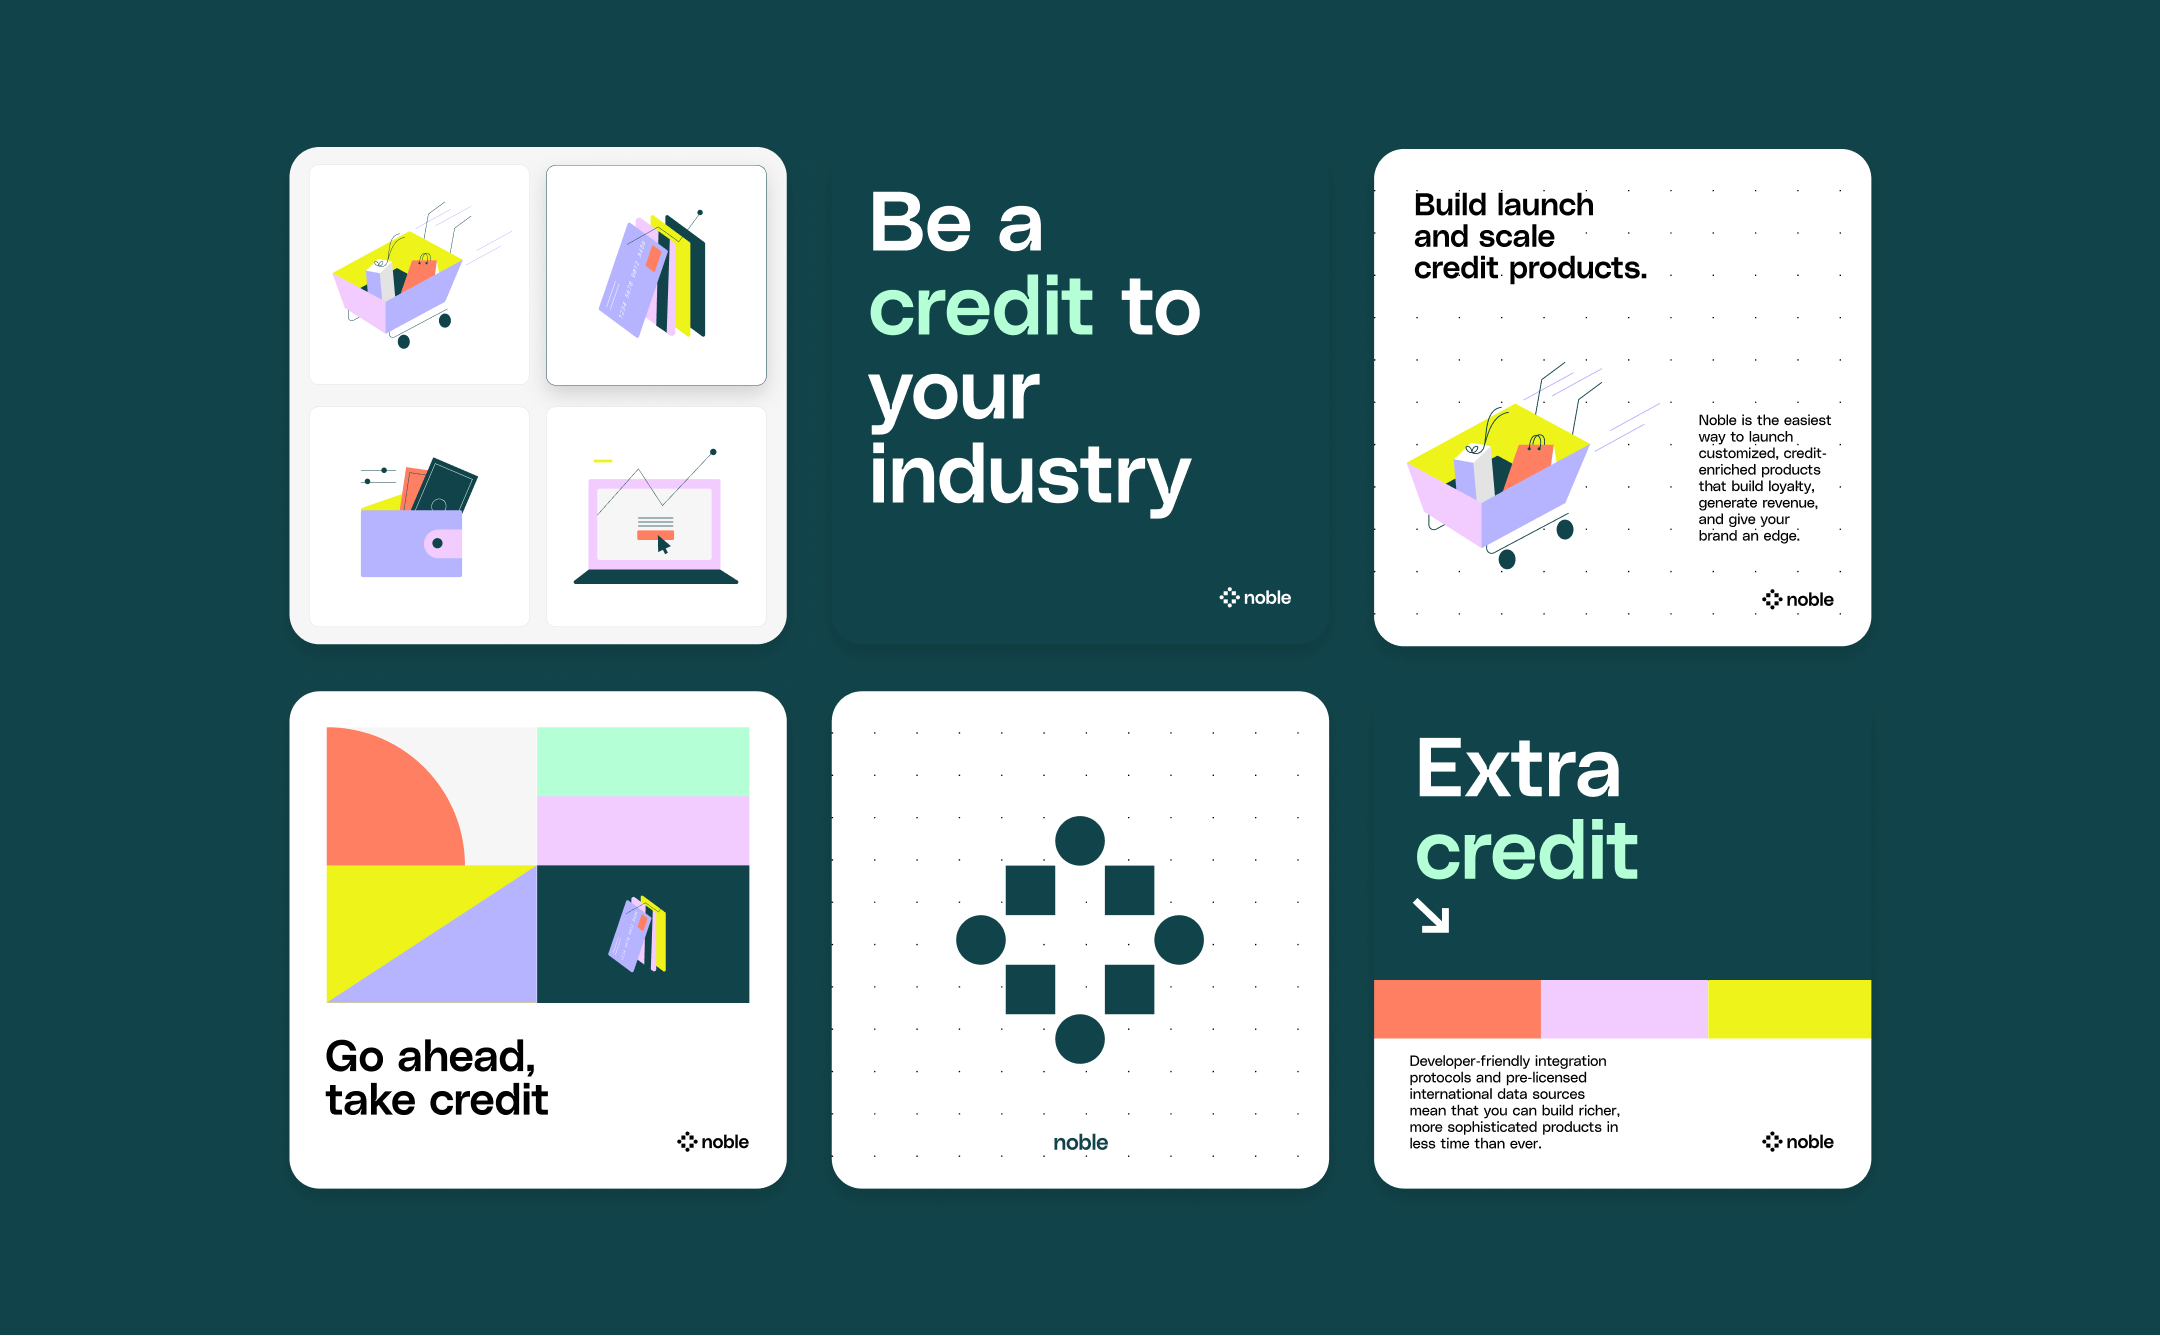 Be a
credit to
your
industry
noble
Build launch
and scale
credit products.
Noble is the easiest
way to launch
customized, credit-
enriched products
that build loyalty,
generate revenue,
and give your
brand an edge.
noble
Go ahead,
take credit
noble
noble
Extra
credit
Developer-friendly integration
protocols and pre-licensed
international data sources
mean that you can build richer,
more sophisticated products in
less time than ever.
noble